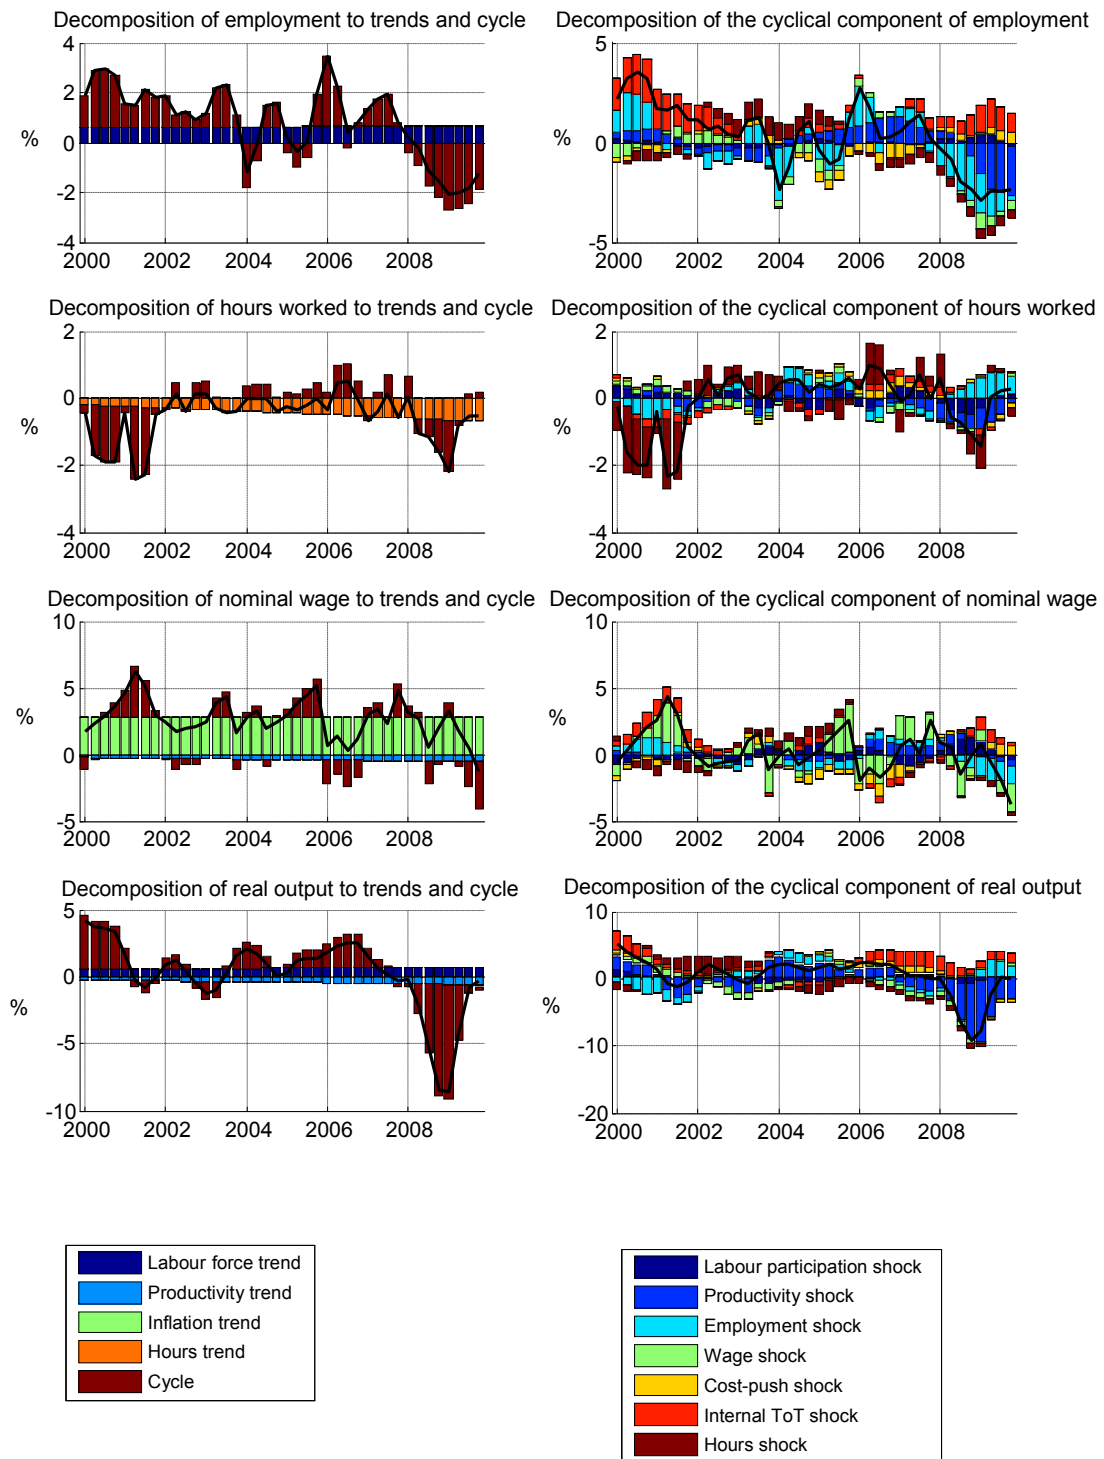 Decomposition of employment to trends and cycle
4
2
%
0
-2
-4
2000 2002 2004 2006 2008
Decomposition of the cyclical component of employment
5
%
0
-5
2000 2002 2004 2006 2008
Decomposition of hours worked to trends and cycle
2
0
%
-2
-4
2000 2002 2004 2006 2008
Decomposition of the cyclical component of hours worked
2
0
%
-2
-4
2000 2002 2004 2006 2008
Decomposition of nominal wage to trends and cycle
10
5
%
0
-5
2000 2002 2004 2006 2008
Decomposition of the cyclical component of nominal wage
10
5
%
0
-5
2000 2002 2004 2006 2008
Decomposition of real output to trends and cycle
5
0
%
-5
-10
2000 2002 2004 2006 2008
Decomposition of the cyclical component of real output
10
0
%
-10
-20
2000 2002 2004 2006 2008
Labour force trend
Productivity trend
Inflation trend
Hours trend
Cycle
Labour participation shock
Productivity shock
Employment shock
Wage shock
Cost-push shock
Internal ToT shock
Hours shock